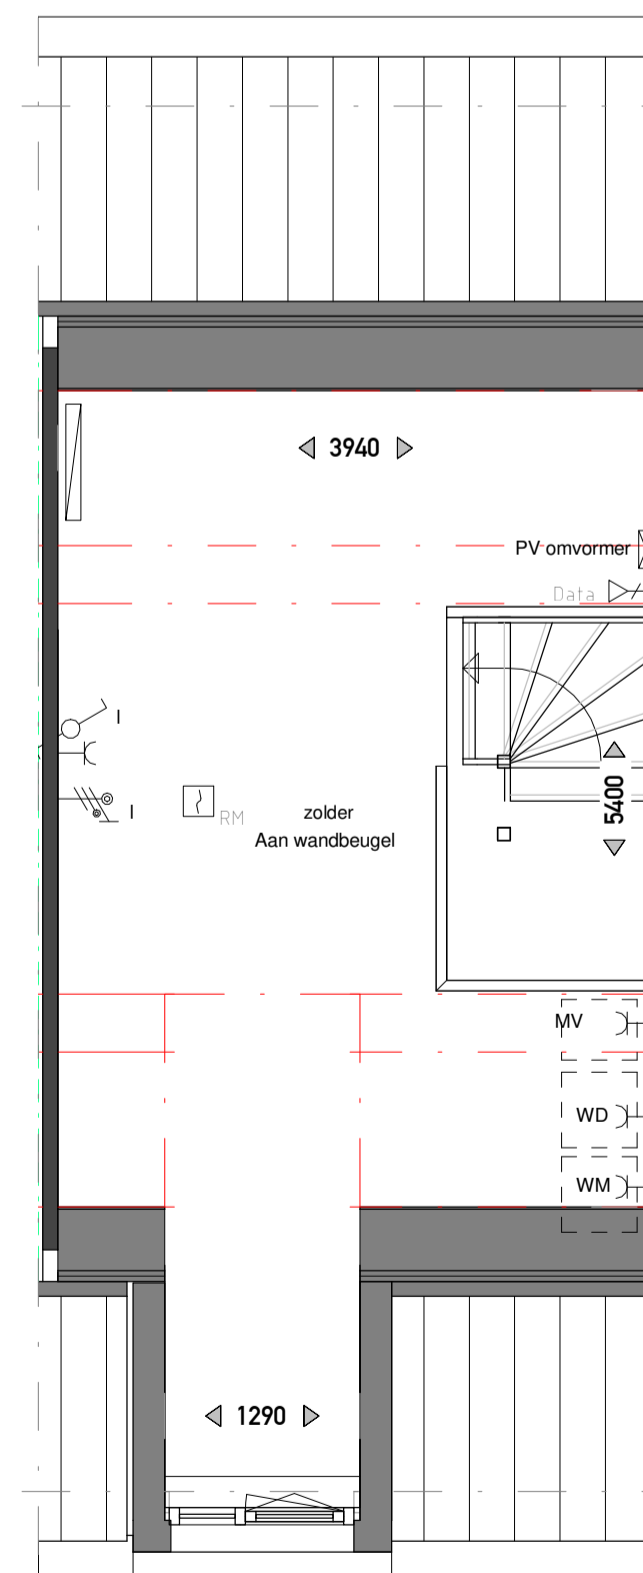 3940
PV omvormer
Data
I
I
RM
zolder
Aan wandbeugel
5400
MV
WD
WM
1290